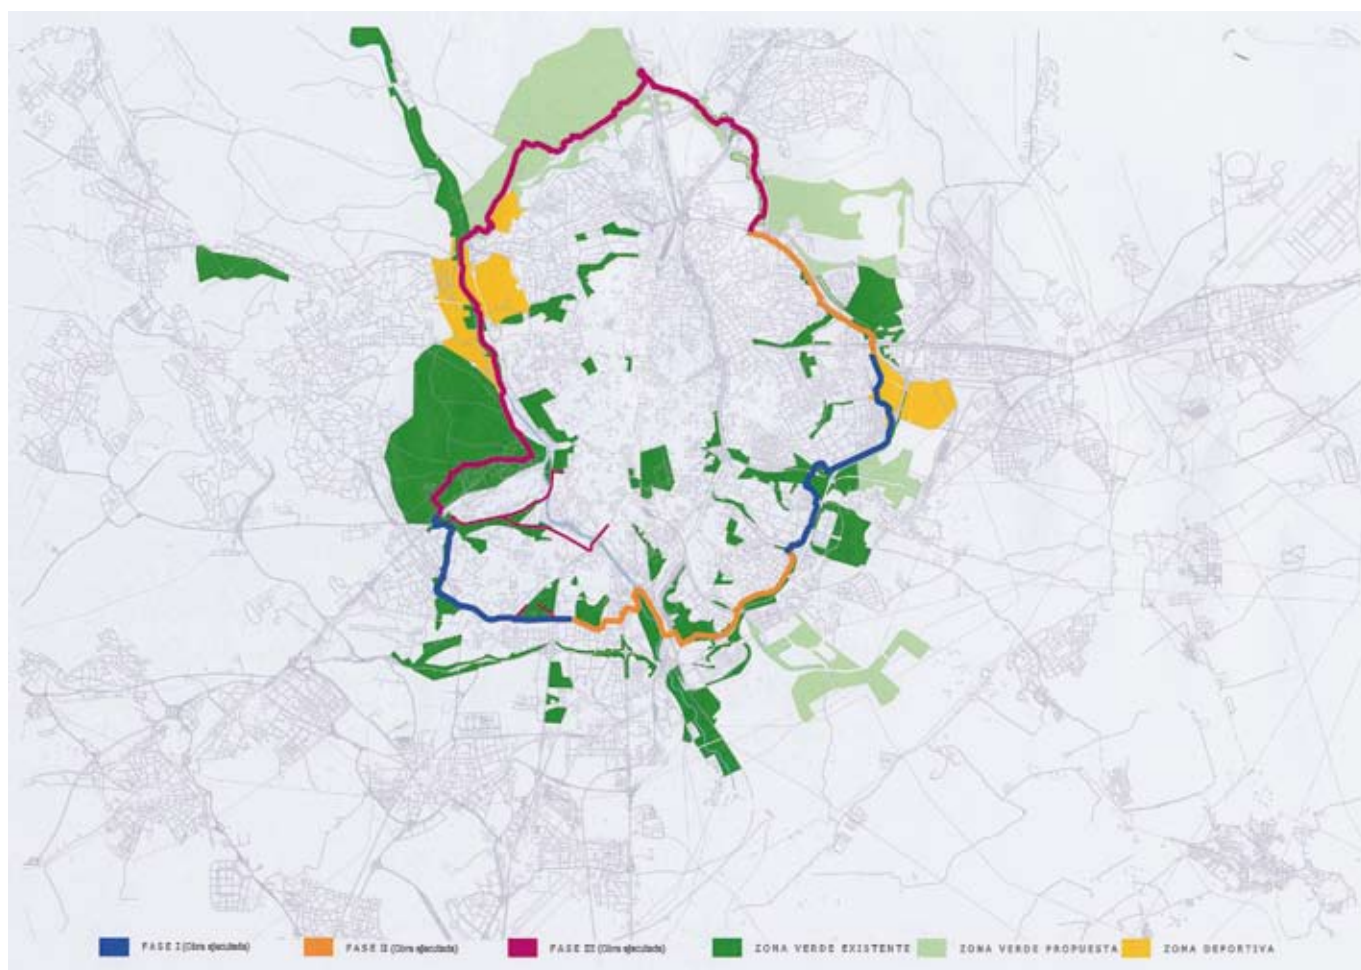 FASE I (Obra ejecutada)
FASE II (Obra ejecutada)
FASE III (Obra ejecutada)
ZONA VERDE EXISTENTE
ZONA VERDE PROPUESTA
ZONA DEPORTIVA